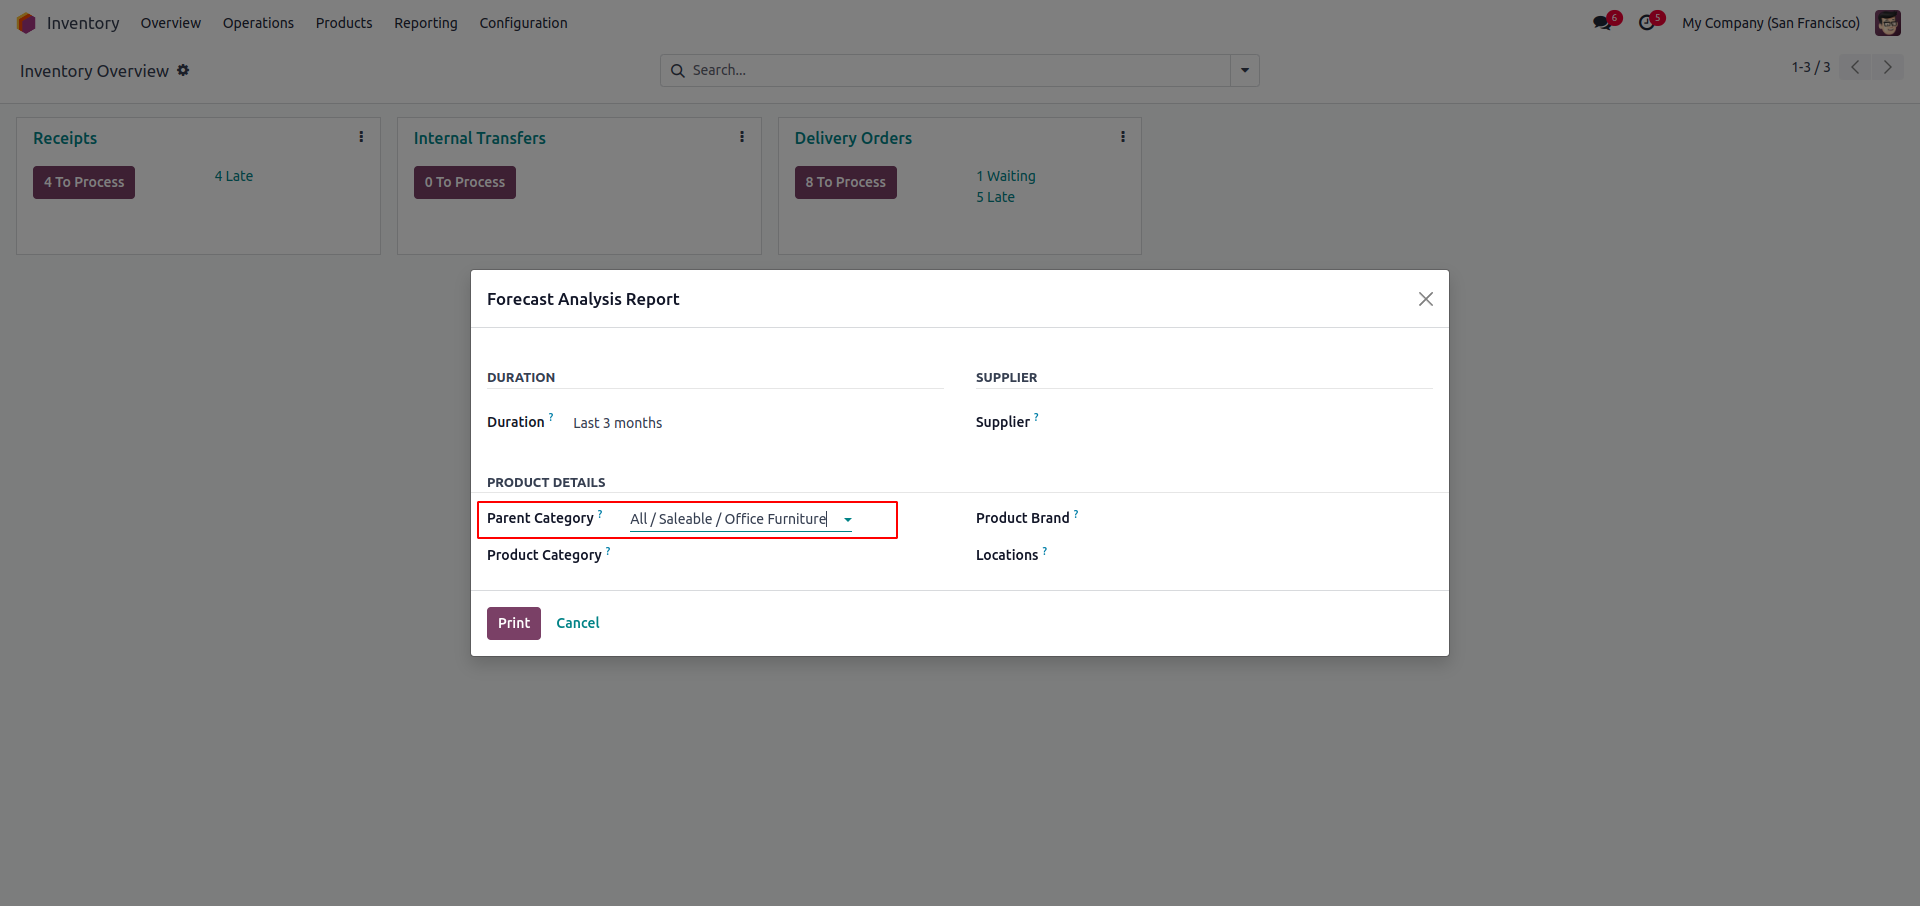 Inventory Overview Operations Products Reporting Configuration 6 5 My Company (San Francisco)
Inventory Overview Search... 1-3 / 3
Receipts Internal Transfers Delivery Orders
4 To Process 4 Late 0 To Process 8 To Process 1 Waiting
5 Late
Forecast Analysis Report
DURATION SUPPLIER
Duration ? Last 3 months Supplier ?
PRODUCT DETAILS
Parent Category ? All / Saleable / Office Furniture Product Brand ?
Product Category ? Locations ?
Print Cancel